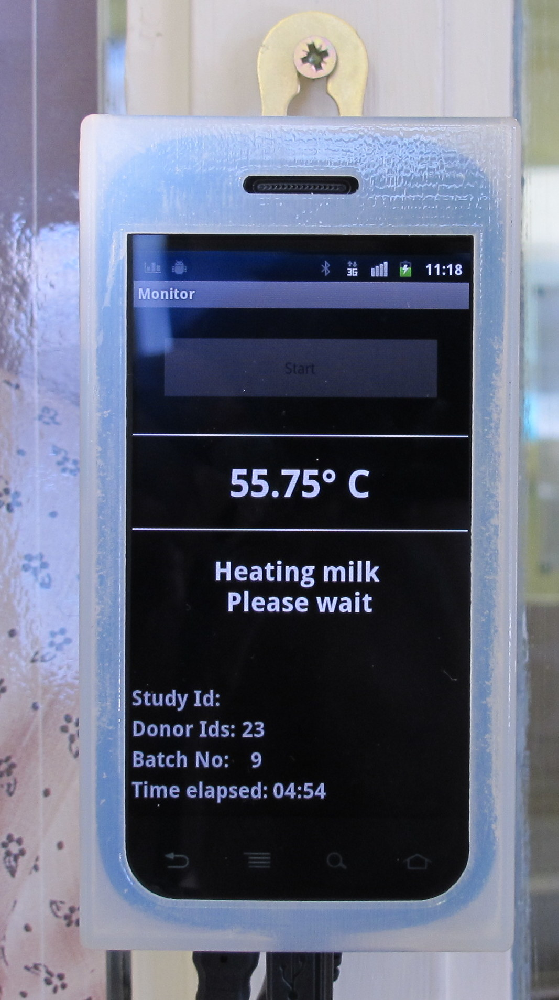 3G 11:18
Monitor
Start
55.75° C
Heating milk
Please wait
Study Id:
Donor Ids: 23
Batch No: 9
Time elapsed: 04:54